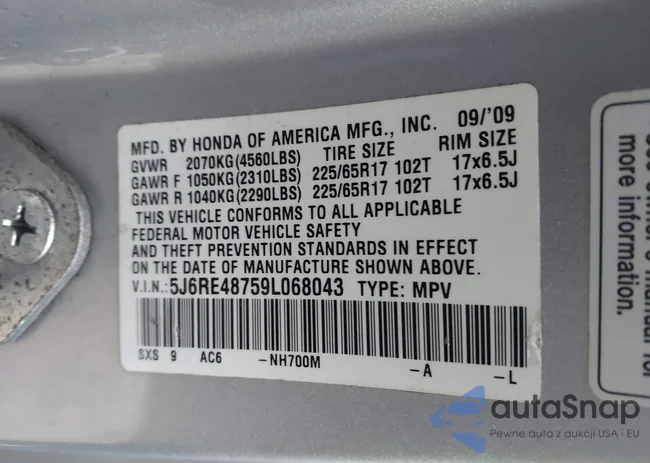 MFD. BY HONDA OF AMERICA MFG., INC. 09/'09
GVWR 2070KG(4560LBS) TIRE SIZE RIM SIZE
GAWR F 1050KG(2310LBS) 225/65R17 102T 17x6.5J
GAWR R 1040KG(2290LBS) 225/65R17 102T 17x6.5J
THIS VEHICLE CONFORMS TO ALL APPLICABLE
FEDERAL MOTOR VEHICLE SAFETY
AND THEFT PREVENTION STANDARDS IN EFFECT
ON THE DATE OF MANUFACTURE SHOWN ABOVE.
V.I.N.:5J6RE48759L068043 TYPE: MPV
SXS 9 AC6 -NH700M -A -L
more information.
autaSnap
Pewne auta z aukcji USA i EU